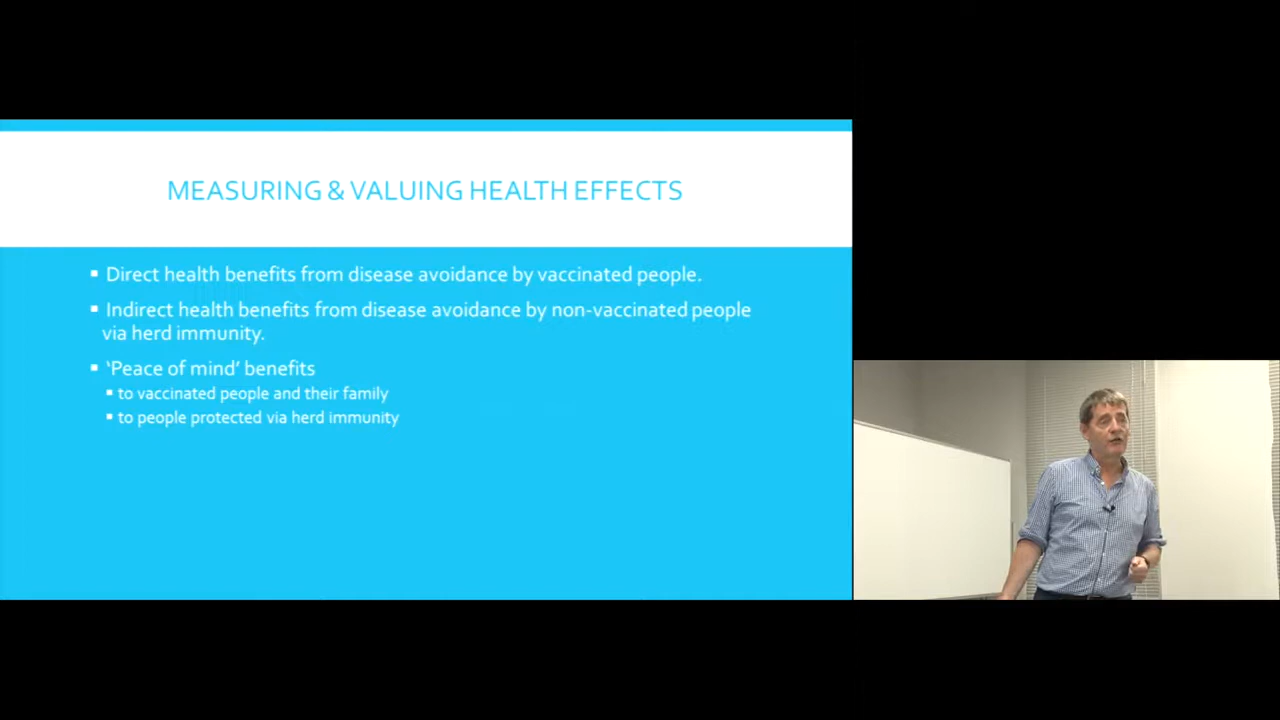 MEASURING & VALUING HEALTH EFFECTS
▪ Direct health benefits from disease avoidance by vaccinated people.
▪ Indirect health benefits from disease avoidance by non-vaccinated people
via herd immunity.
▪ ‘Peace of mind’ benefits
▪ to vaccinated people and their family
▪ to people protected via herd immunity